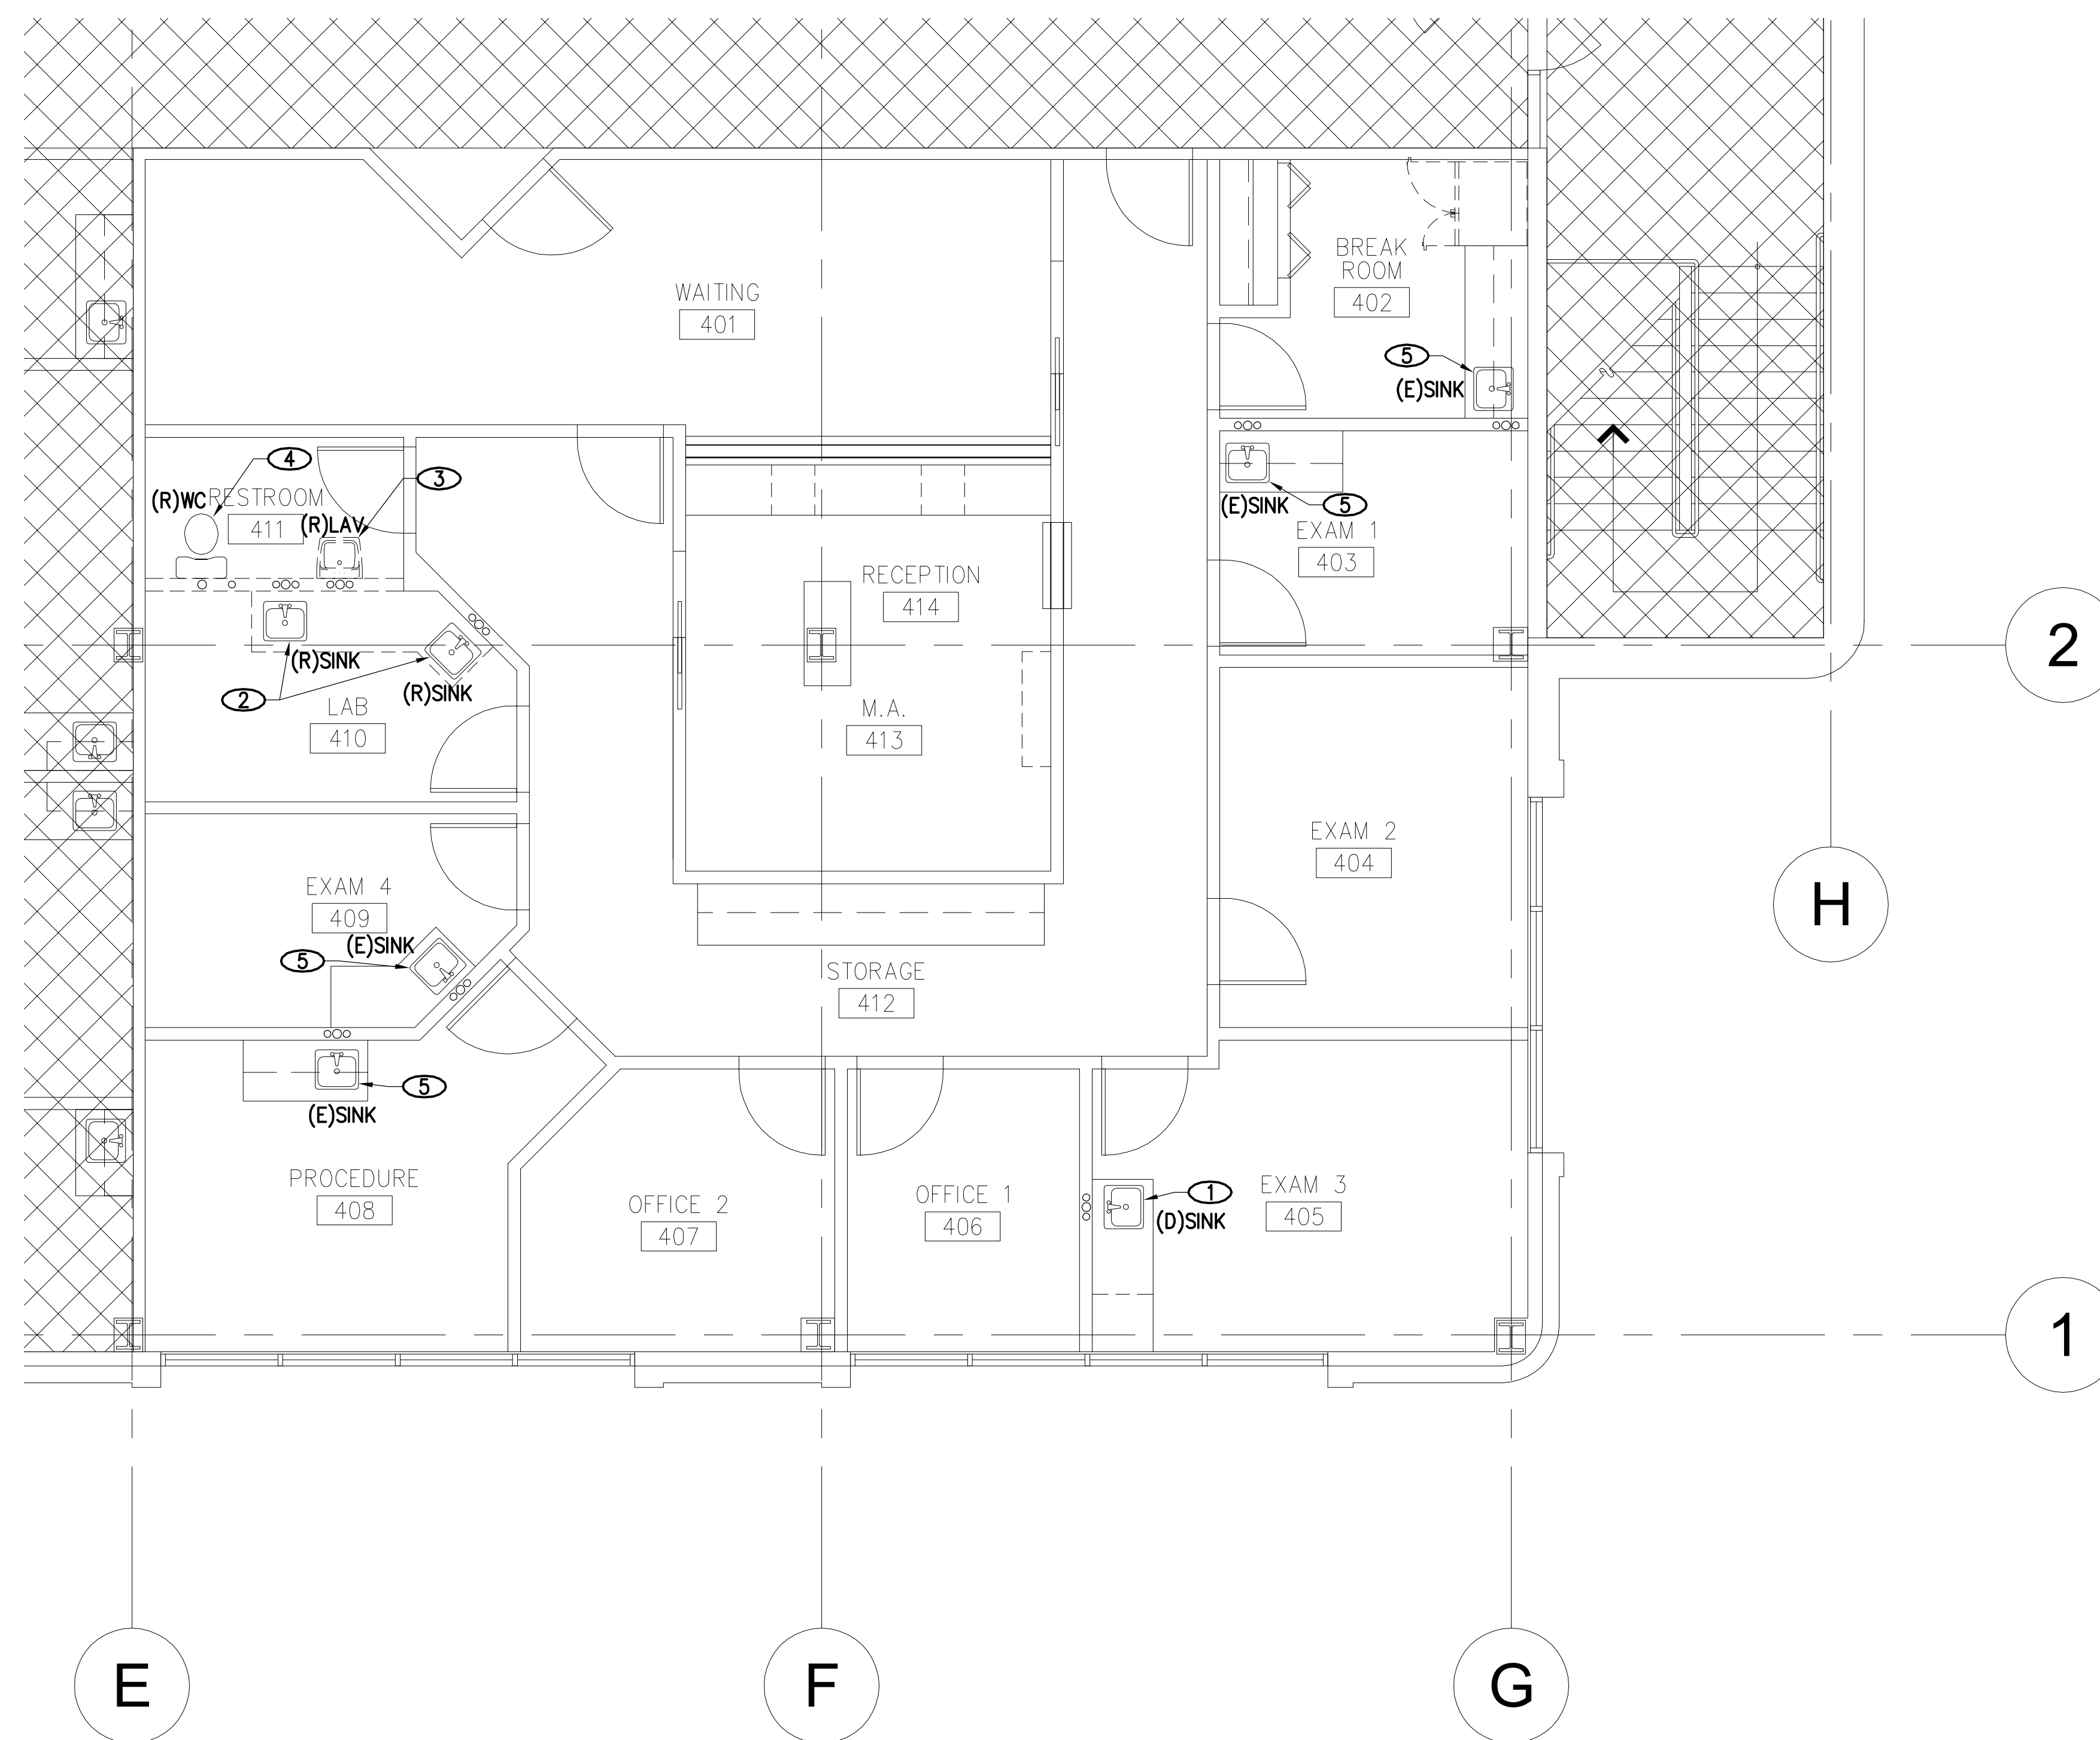 WAITING
401
BREAK
ROOM
402
5
(E)SINK
4
3
(R)WC
RESTROOM
411
(R)LAV
(E)SINK
5
EXAM 1
403
RECEPTION
414
2
(R)SINK
(R)SINK
2
LAB
410
M.A.
413
EXAM 2
404
H
EXAM 4
409
(E)SINK
5
STORAGE
412
5
(E)SINK
PROCEDURE
408
OFFICE 2
407
OFFICE 1
406
1
(D)SINK
EXAM 3
405
1
E
F
G